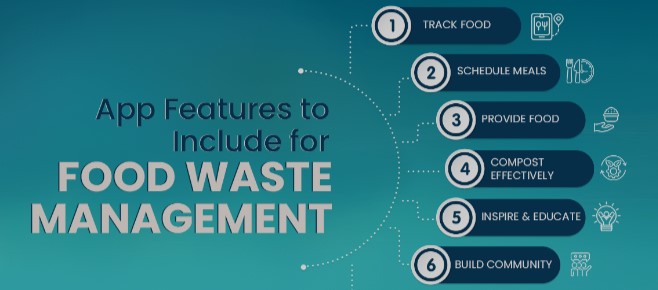 App Features to
Include for
FOOD WASTE
MANAGEMENT
1 TRACK FOOD
2 SCHEDULE MEALS
3 PROVIDE FOOD
4 COMPOST
EFFECTIVELY
5 INSPIRE & EDUCATE
6 BUILD COMMUNITY